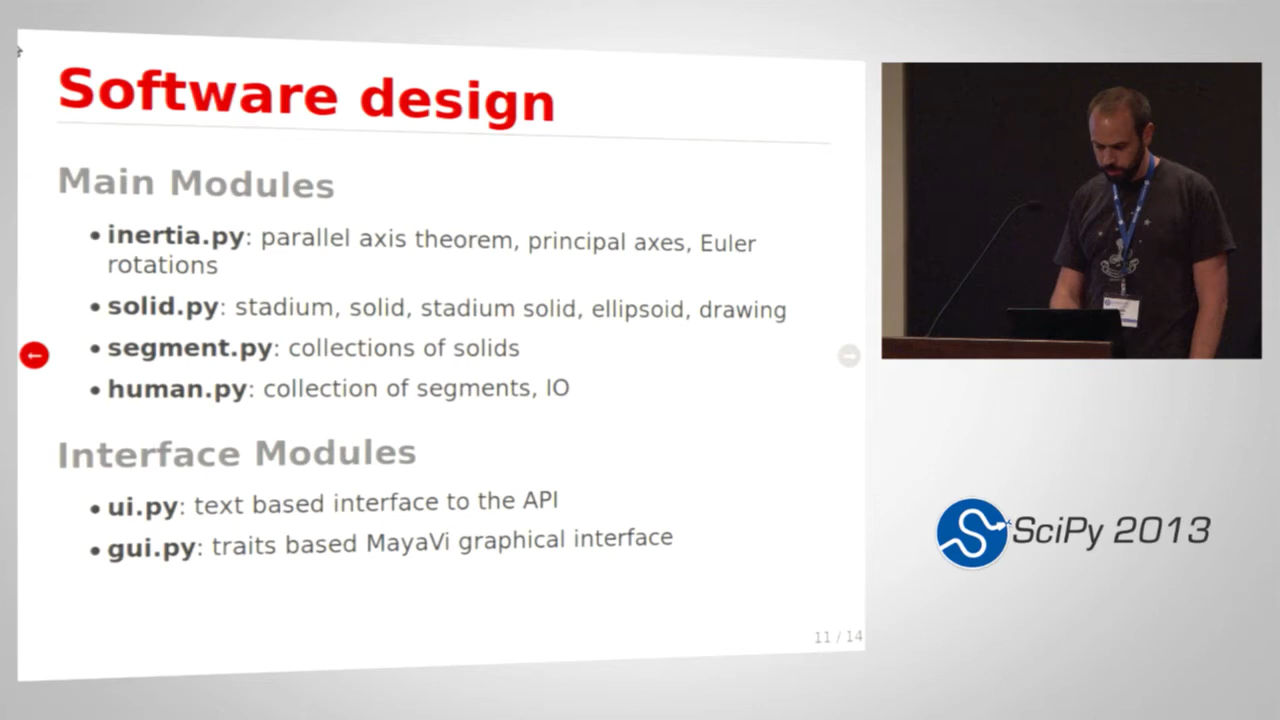 Software design
Main Modules
• inertia.py: parallel axis theorem, principal axes, Euler
rotations
• solid.py: stadium, solid, stadium solid, ellipsoid, drawing
• segment.py: collections of solids
• human.py: collection of segments, IO
Interface Modules
• ui.py: text based interface to the API
• gui.py: traits based MayaVi graphical interface
11 / 14
SciPy 2013